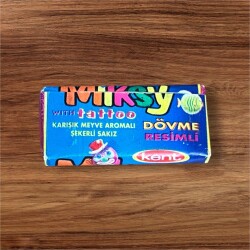 Miksy
WITH tattoo
KARIŞIK MEYVE AROMALI
ŞEKERLİ SAKIZ
DÖVME
RESİMLİ
kent